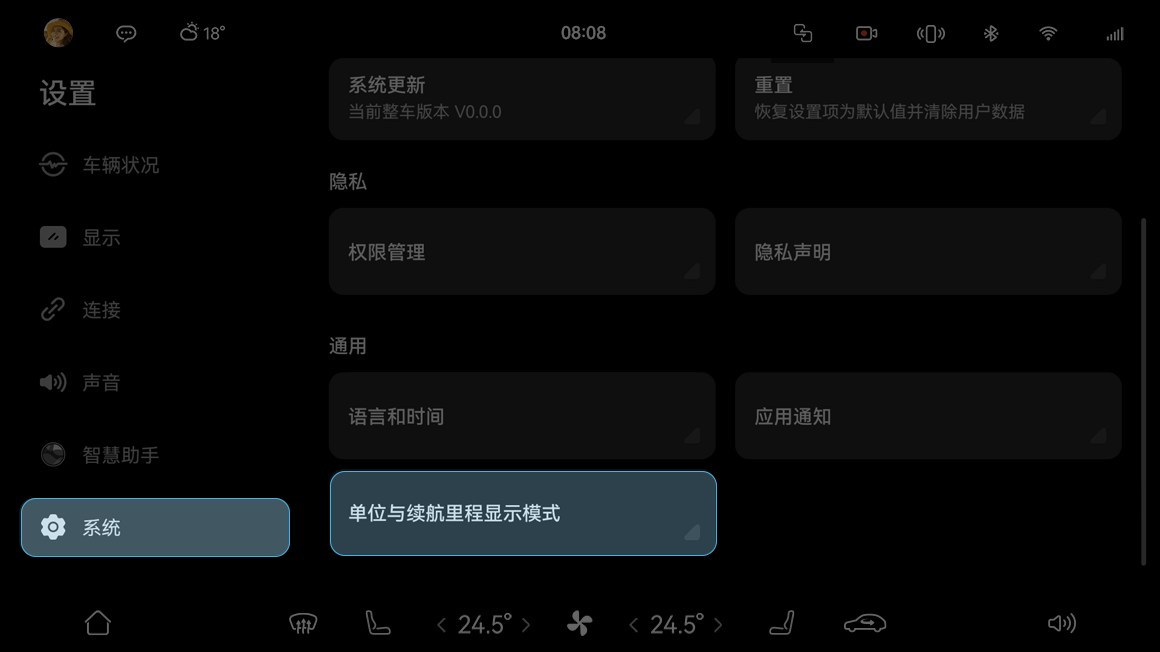 18°
08:08
设置
系统更新
当前整车版本 V0.0.0
重置
恢复设置项为默认值并清除用户数据
车辆状况
隐私
显示
权限管理
隐私声明
连接
通用
声音
语言和时间
应用通知
智慧助手
系统
单位与续航里程显示模式
24.5°
24.5°